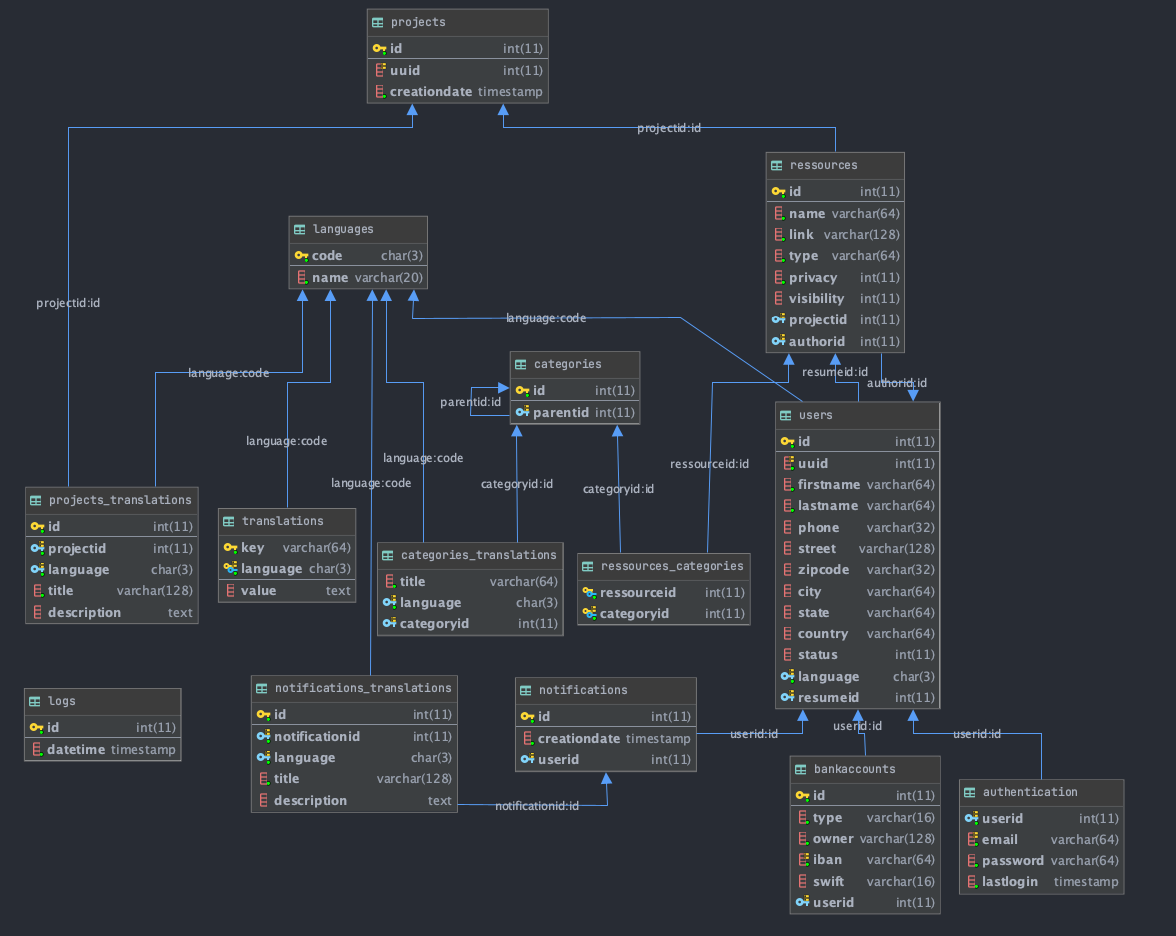 projects
id int(11)
uuid int(11)
creationdate timestamp
projectid:id
ressources
id int(11)
name varchar(64)
link varchar(128)
type varchar(64)
privacy int(11)
visibility int(11)
projectid int(11)
authorid int(11)
languages
code char(3)
name varchar(20)
projectid:id
language:code
categories
id int(11)
parentid int(11)
parentid:id
language:code
resumeid:id
authorid:id
users
id int(11)
uuid int(11)
firstname varchar(64)
lastname varchar(64)
phone varchar(32)
street varchar(128)
zipcode varchar(32)
city varchar(64)
state varchar(64)
country varchar(64)
status int(11)
language char(3)
resumeid int(11)
language:code
language:code
language:code
categoryid:id
categoryid:id
ressourceid:id
projects_translations
id int(11)
projectid int(11)
language char(3)
title varchar(128)
description text
translations
key varchar(64)
language char(3)
value text
categories_translations
title varchar(64)
language char(3)
categoryid int(11)
ressources_categories
ressourceid int(11)
categoryid int(11)
logs
id int(11)
datetime timestamp
notifications_translations
id int(11)
notificationid int(11)
language char(3)
title varchar(128)
description text
notifications
id int(11)
creationdate timestamp
userid int(11)
notificationid:id
userid:id
userid:id
userid:id
bankaccounts
id int(11)
type varchar(16)
owner varchar(128)
iban varchar(64)
swift varchar(16)
userid int(11)
authentication
userid int(11)
email varchar(64)
password varchar(64)
lastlogin timestamp